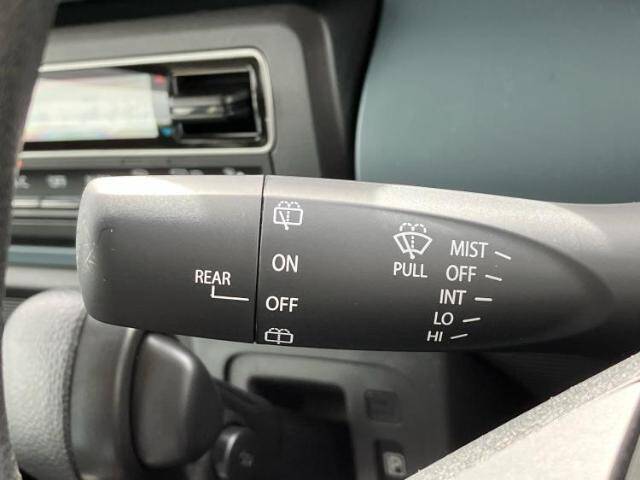 REAR
ON
OFF
PULL
MIST
OFF
INT
LO
HI